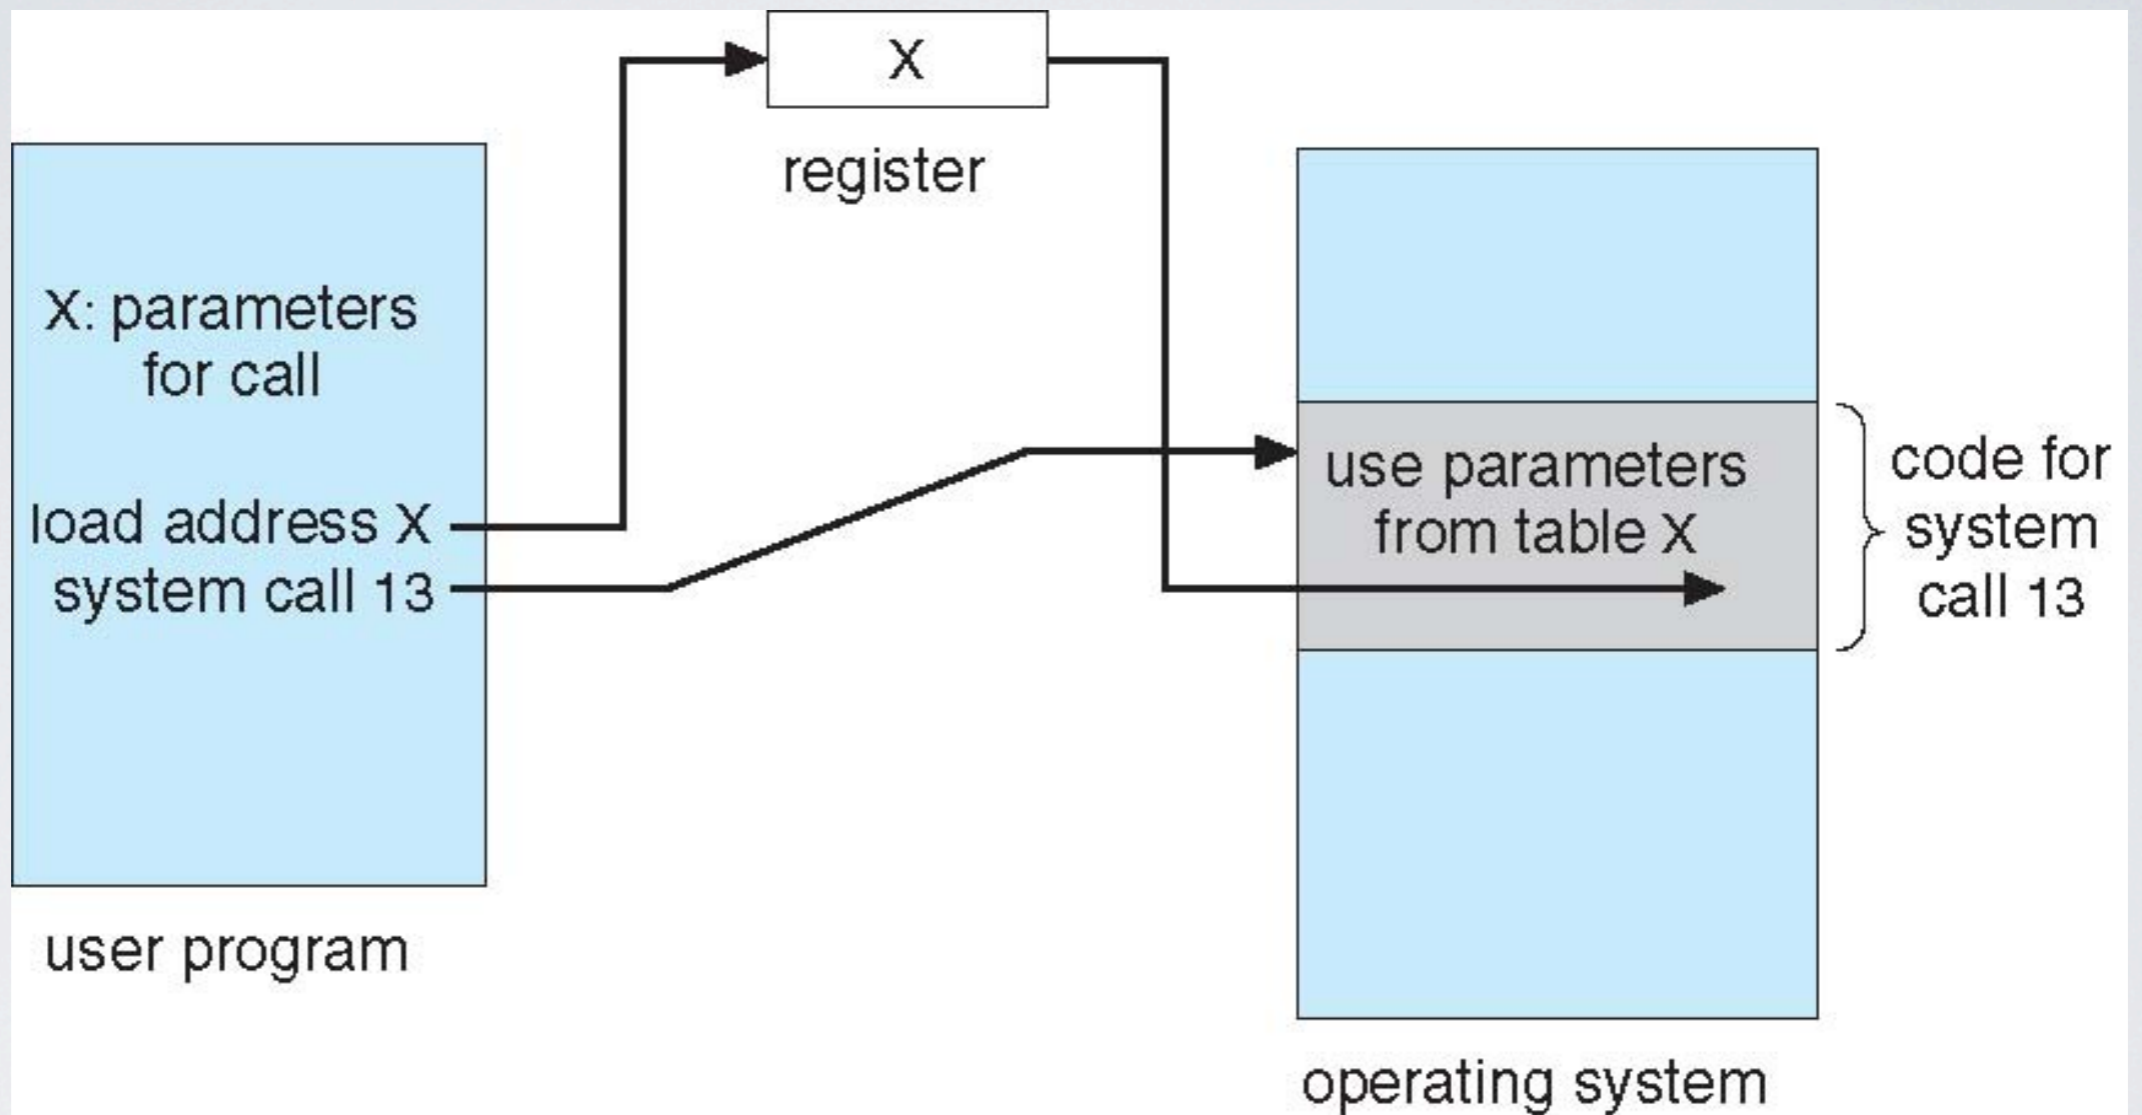 X
register
X: parameters
for call
load address X
system call 13
use parameters
from table X
code for
system
call 13
user program
operating system